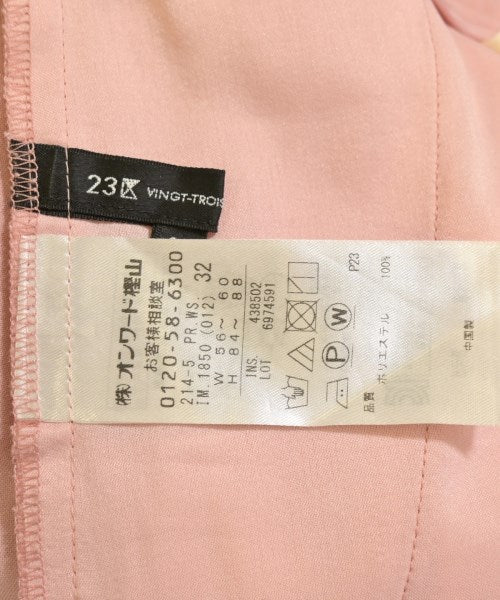 23区 VINGT-TROIS
㈱オンワード樫山
お客様相談室
0120-58-6300
214-5 PR.WS. 32
IM.1850(012)
W 56~ 60
H 84~ 88
INS. 438502
LOT 6974591
P23
品質 ポリエステル 100%
中国製